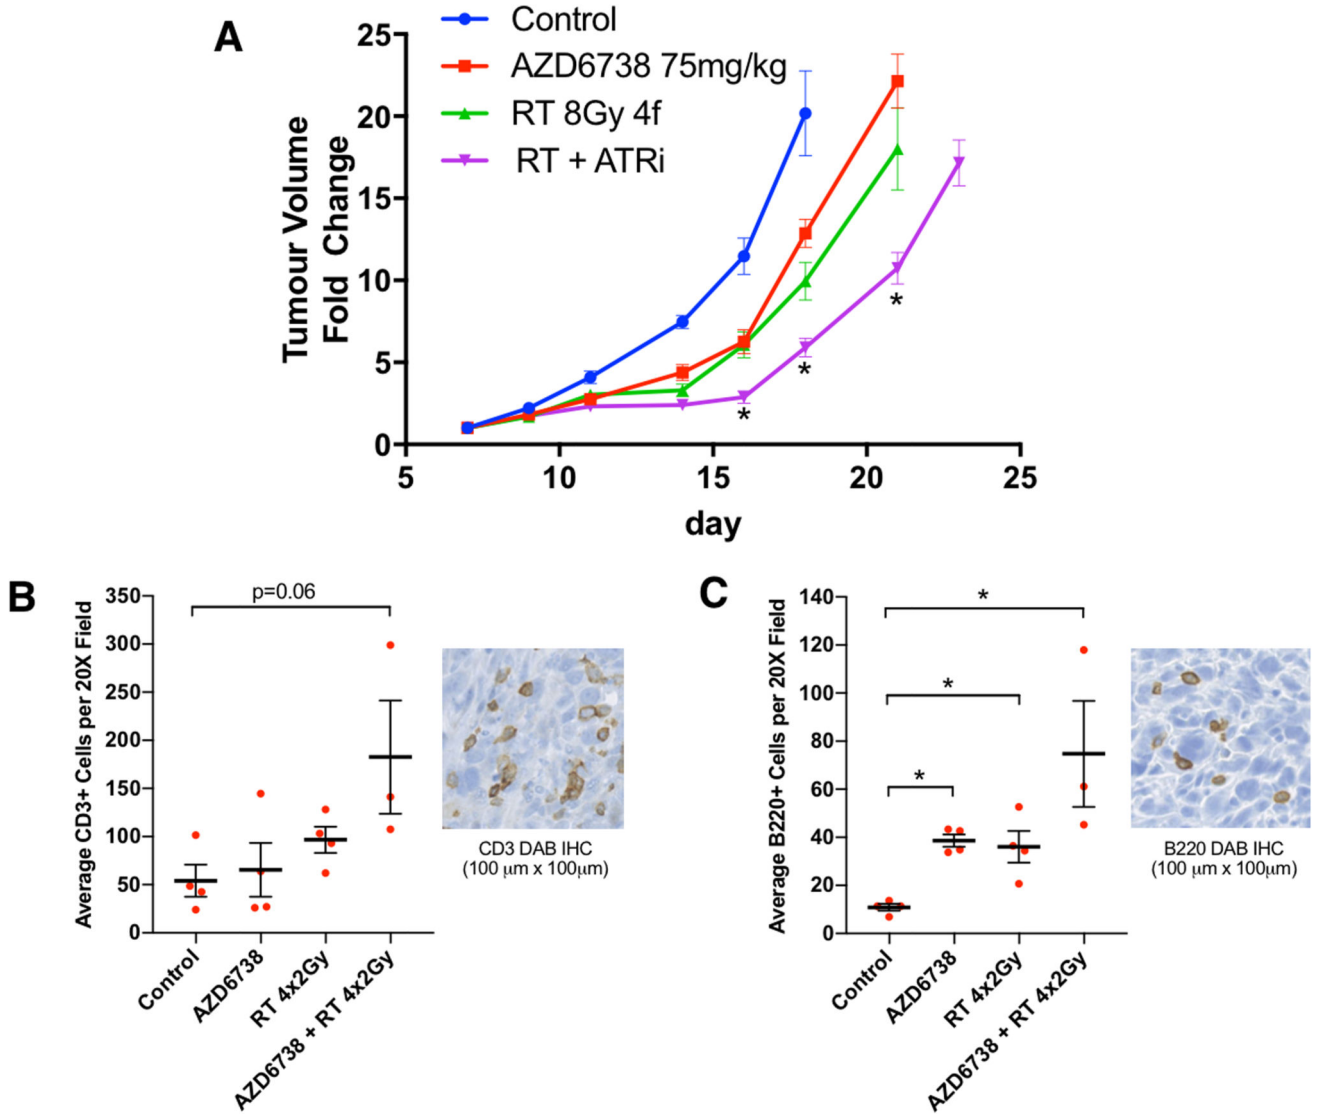 A
Control
AZD6738 75mg/kg
RT 8Gy 4f
RT + ATRi
Tumour Volume
Fold Change
25
20
15
10
5
0
*
*
*
5
10
15
20
25
day
B
Average CD3+ Cells per 20X Field
350
300
250
200
150
100
50
0
p=0.06
Control
AZD6738
RT 4x2Gy
AZD6738 + RT 4x2Gy
CD3 DAB IHC
(100 μm x 100μm)
C
Average B220+ Cells per 20X Field
140
120
100
80
60
40
20
0
*
*
*
Control
AZD6738
RT 4x2Gy
AZD6738 + RT 4x2Gy
B220 DAB IHC
(100 μm x 100μm)